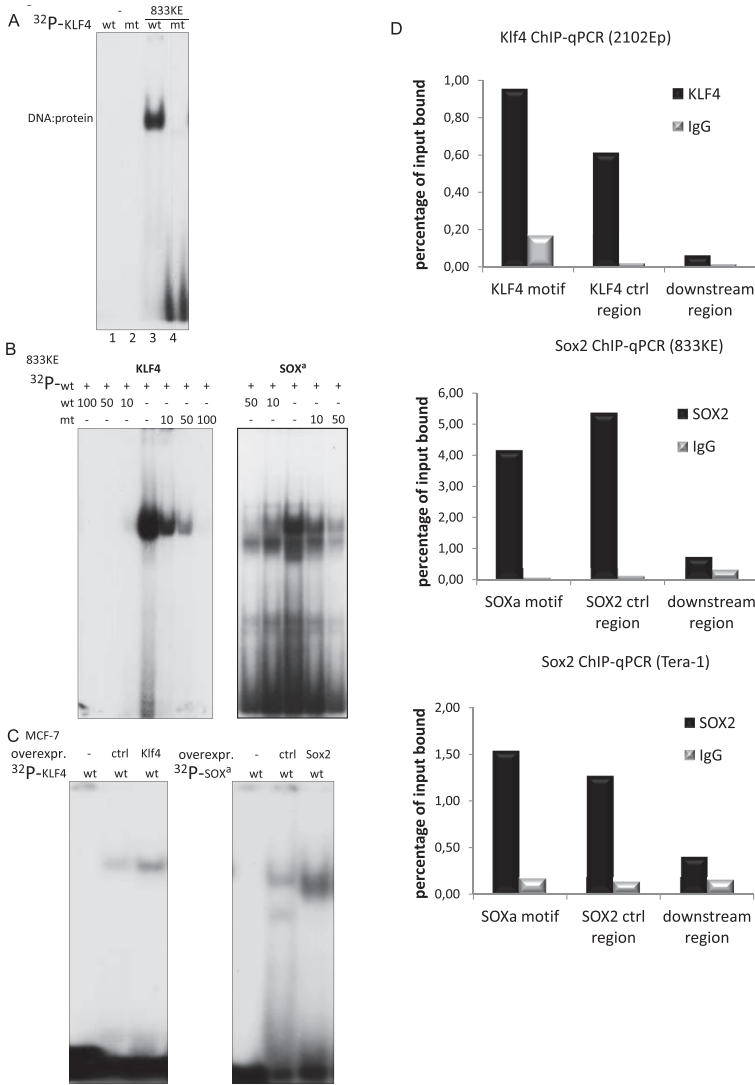 A
-
833KE
32P-KLF4 wt mt wt mt
DNA:protein
1 2 3 4
B
833KE
KLF4
SOXa
32P-wt + + + + + + + + + + + +
wt 100 50 10 - - - - 50 10 - - -
mt - - - - 10 50 100 - - - 10 50
C MCF-7
overexpr. - ctrl Klf4
32P-KLF4 wt wt wt
overexpr. - ctrl Sox2
32P-SOXa wt wt wt
D
Klf4 ChIP-qPCR (2102Ep)
percentage of input bound
1,00
0,80
0,60
0,40
0,20
0,00
KLF4
IgG
KLF4 motif
KLF4 ctrl
region
downstream
region
Sox2 ChIP-qPCR (833KE)
percentage of input bound
6,00
5,00
4,00
3,00
2,00
1,00
0,00
SOX2
IgG
SOXa motif
SOX2 ctrl
region
downstream
region
Sox2 ChIP-qPCR (Tera-1)
percentage of input bound
2,00
1,50
1,00
0,50
0,00
SOX2
IgG
SOXa motif
SOX2 ctrl
region
downstream
region